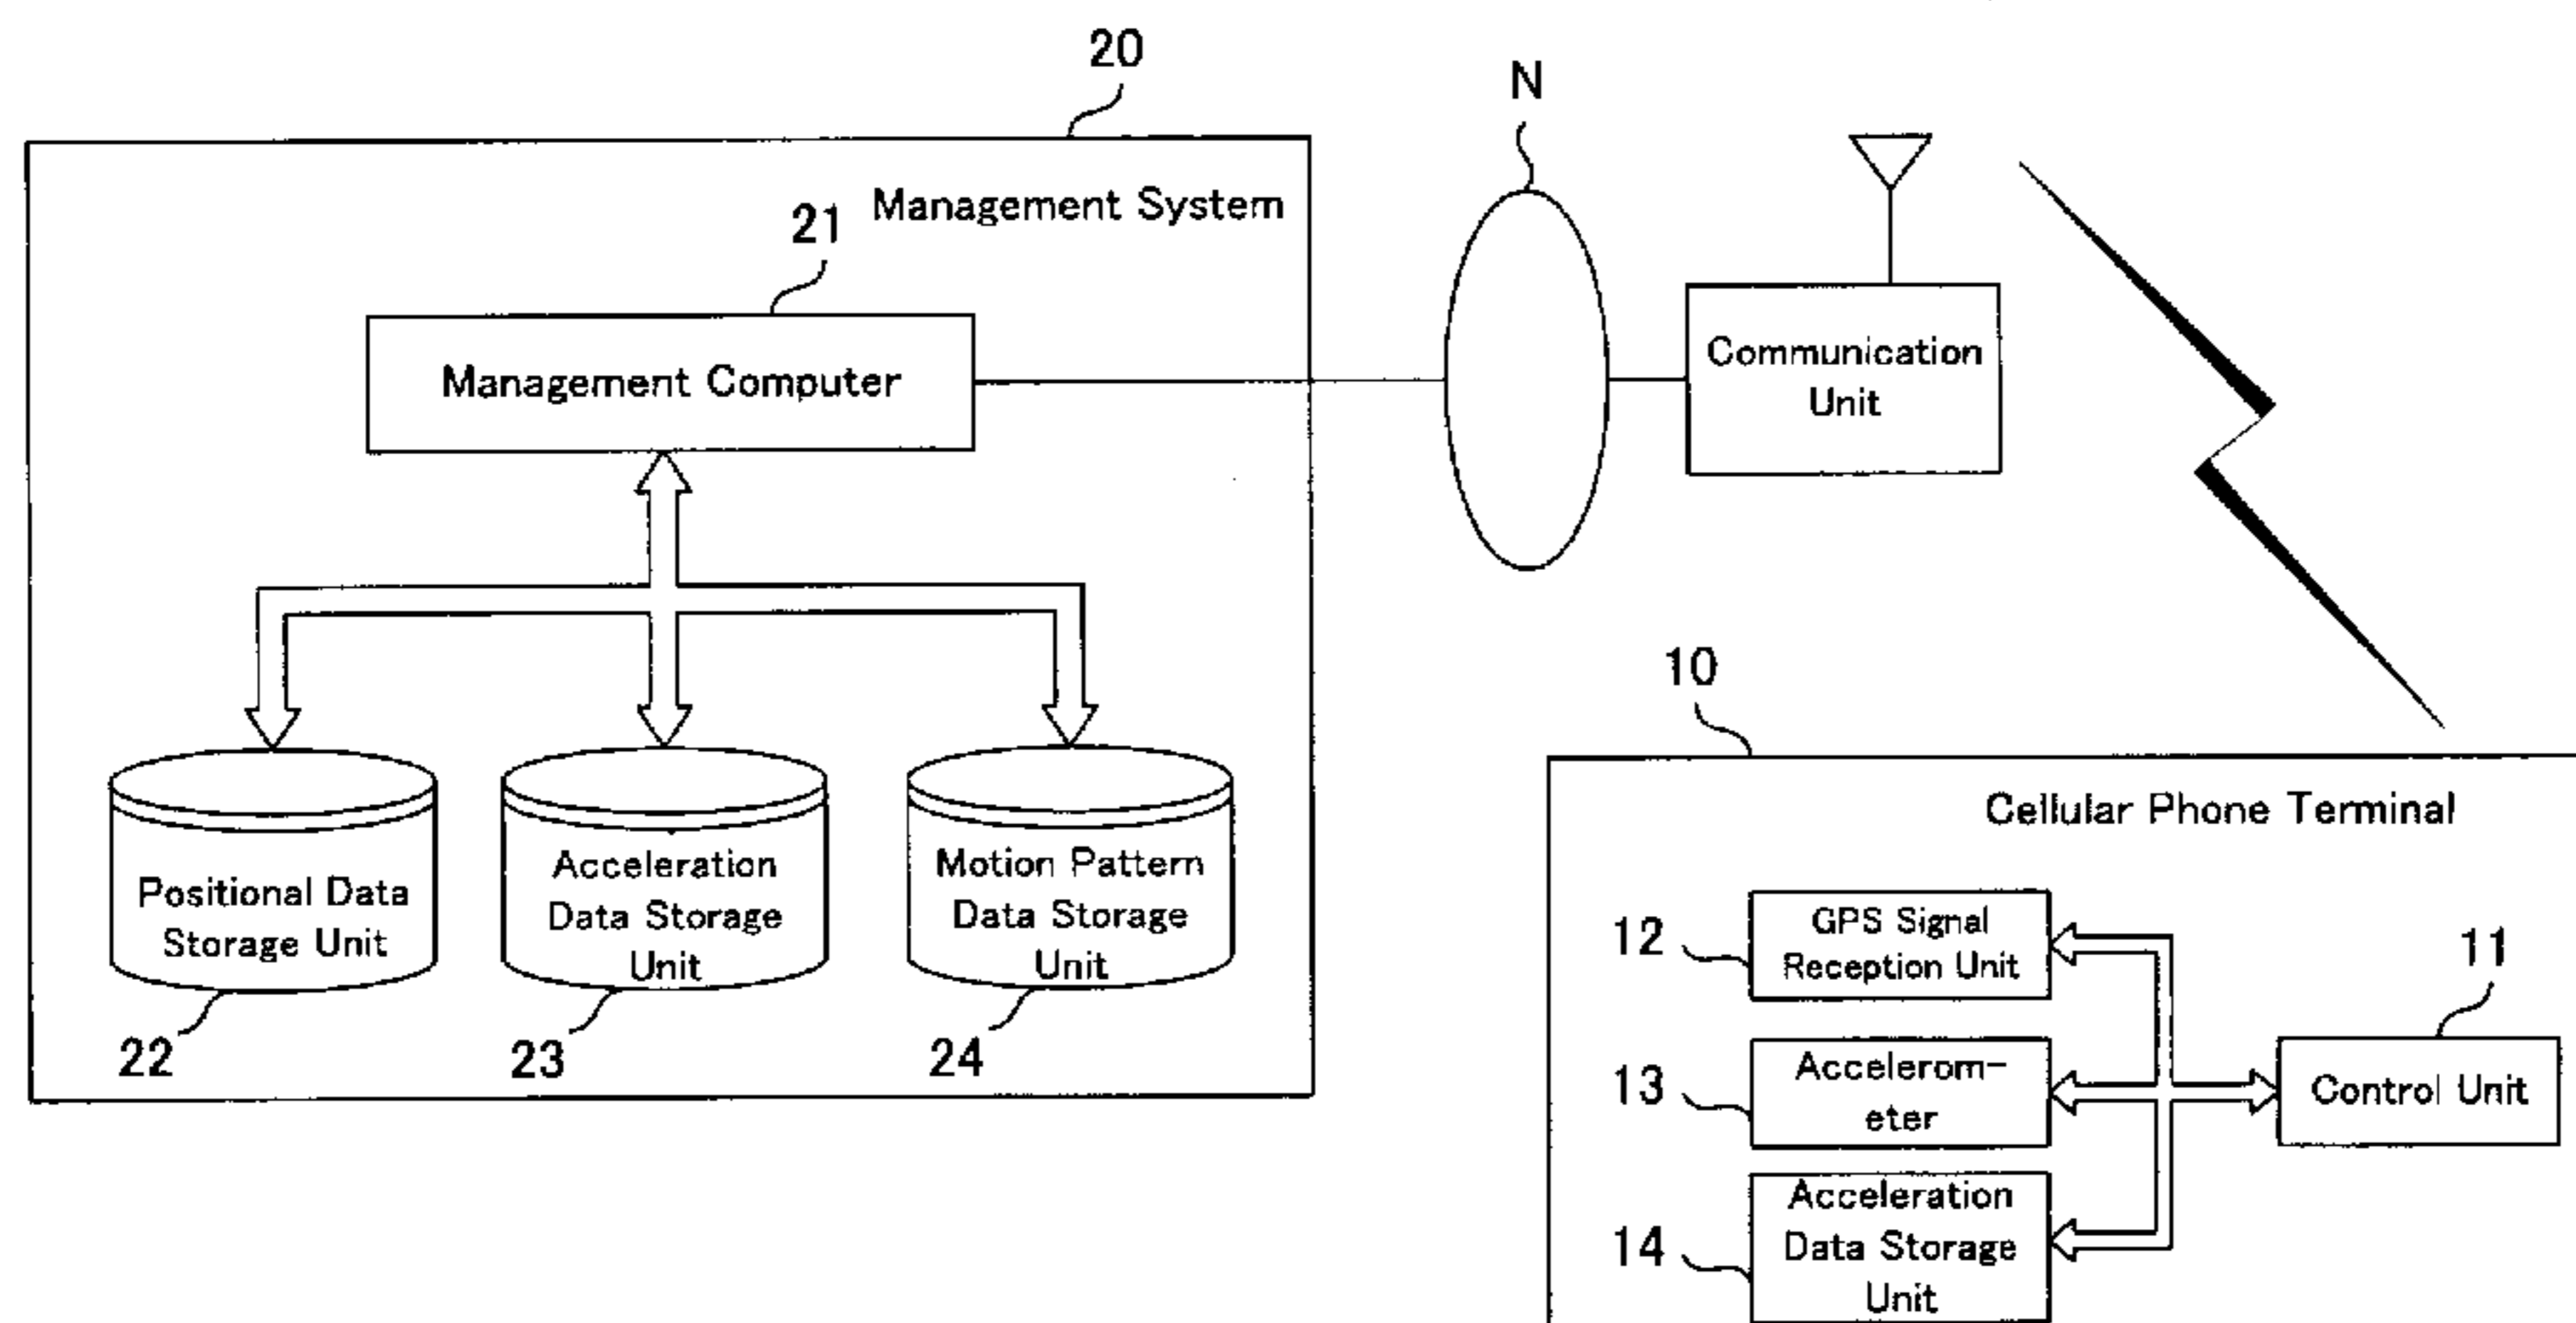 20
Management System
21
Management Computer
Positional Data
Storage Unit
22
Acceleration
Data Storage
Unit
23
Motion Pattern
Data Storage
Unit
24
N
Communication
Unit
10
Cellular Phone Terminal
12
GPS Signal
Reception Unit
13
Accelerom-
eter
14
Acceleration
Data Storage
Unit
11
Control Unit